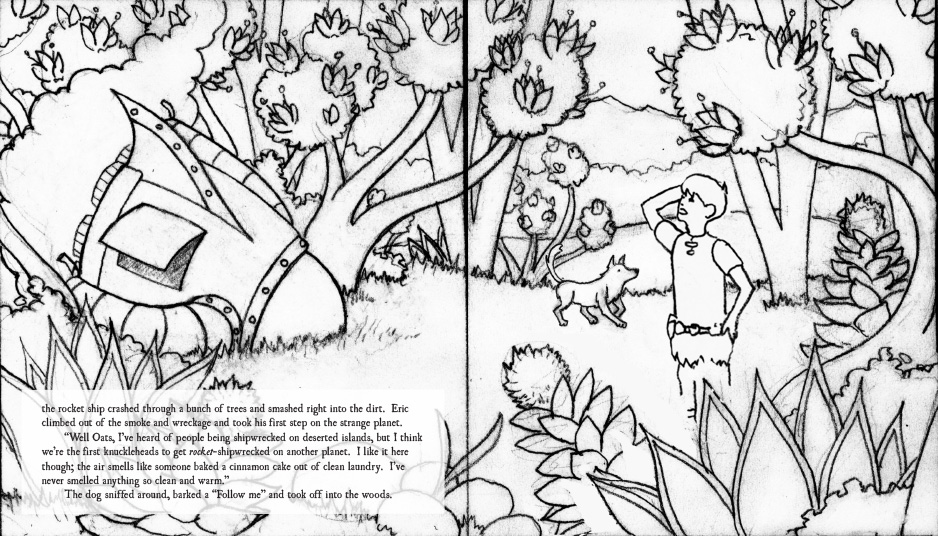 the rocket ship crashed through a bunch of trees and smashed right into the dirt. Eric
climbed out of the smoke and wreckage and took his first step on the strange planet.
“Well Oats, I’ve heard of people being shipwrecked on deserted islands, but I think
we’re the first knuckleheads to get rocket-shipwrecked on another planet. I like it here
though; the air smells like someone baked a cinnamon cake out of clean laundry. I’ve
never smelled anything so clean and warm.”
The dog sniffed around, barked a “Follow me” and took off into the woods.